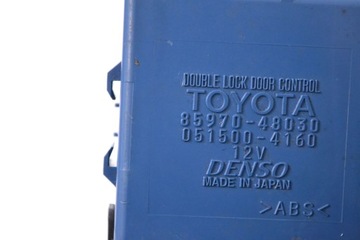 DOUBLE LOCK DOOR CONTROL
TOYOTA
85970-48030
051500-4160
12V
DENSO
MADE IN JAPAN
>ABS<